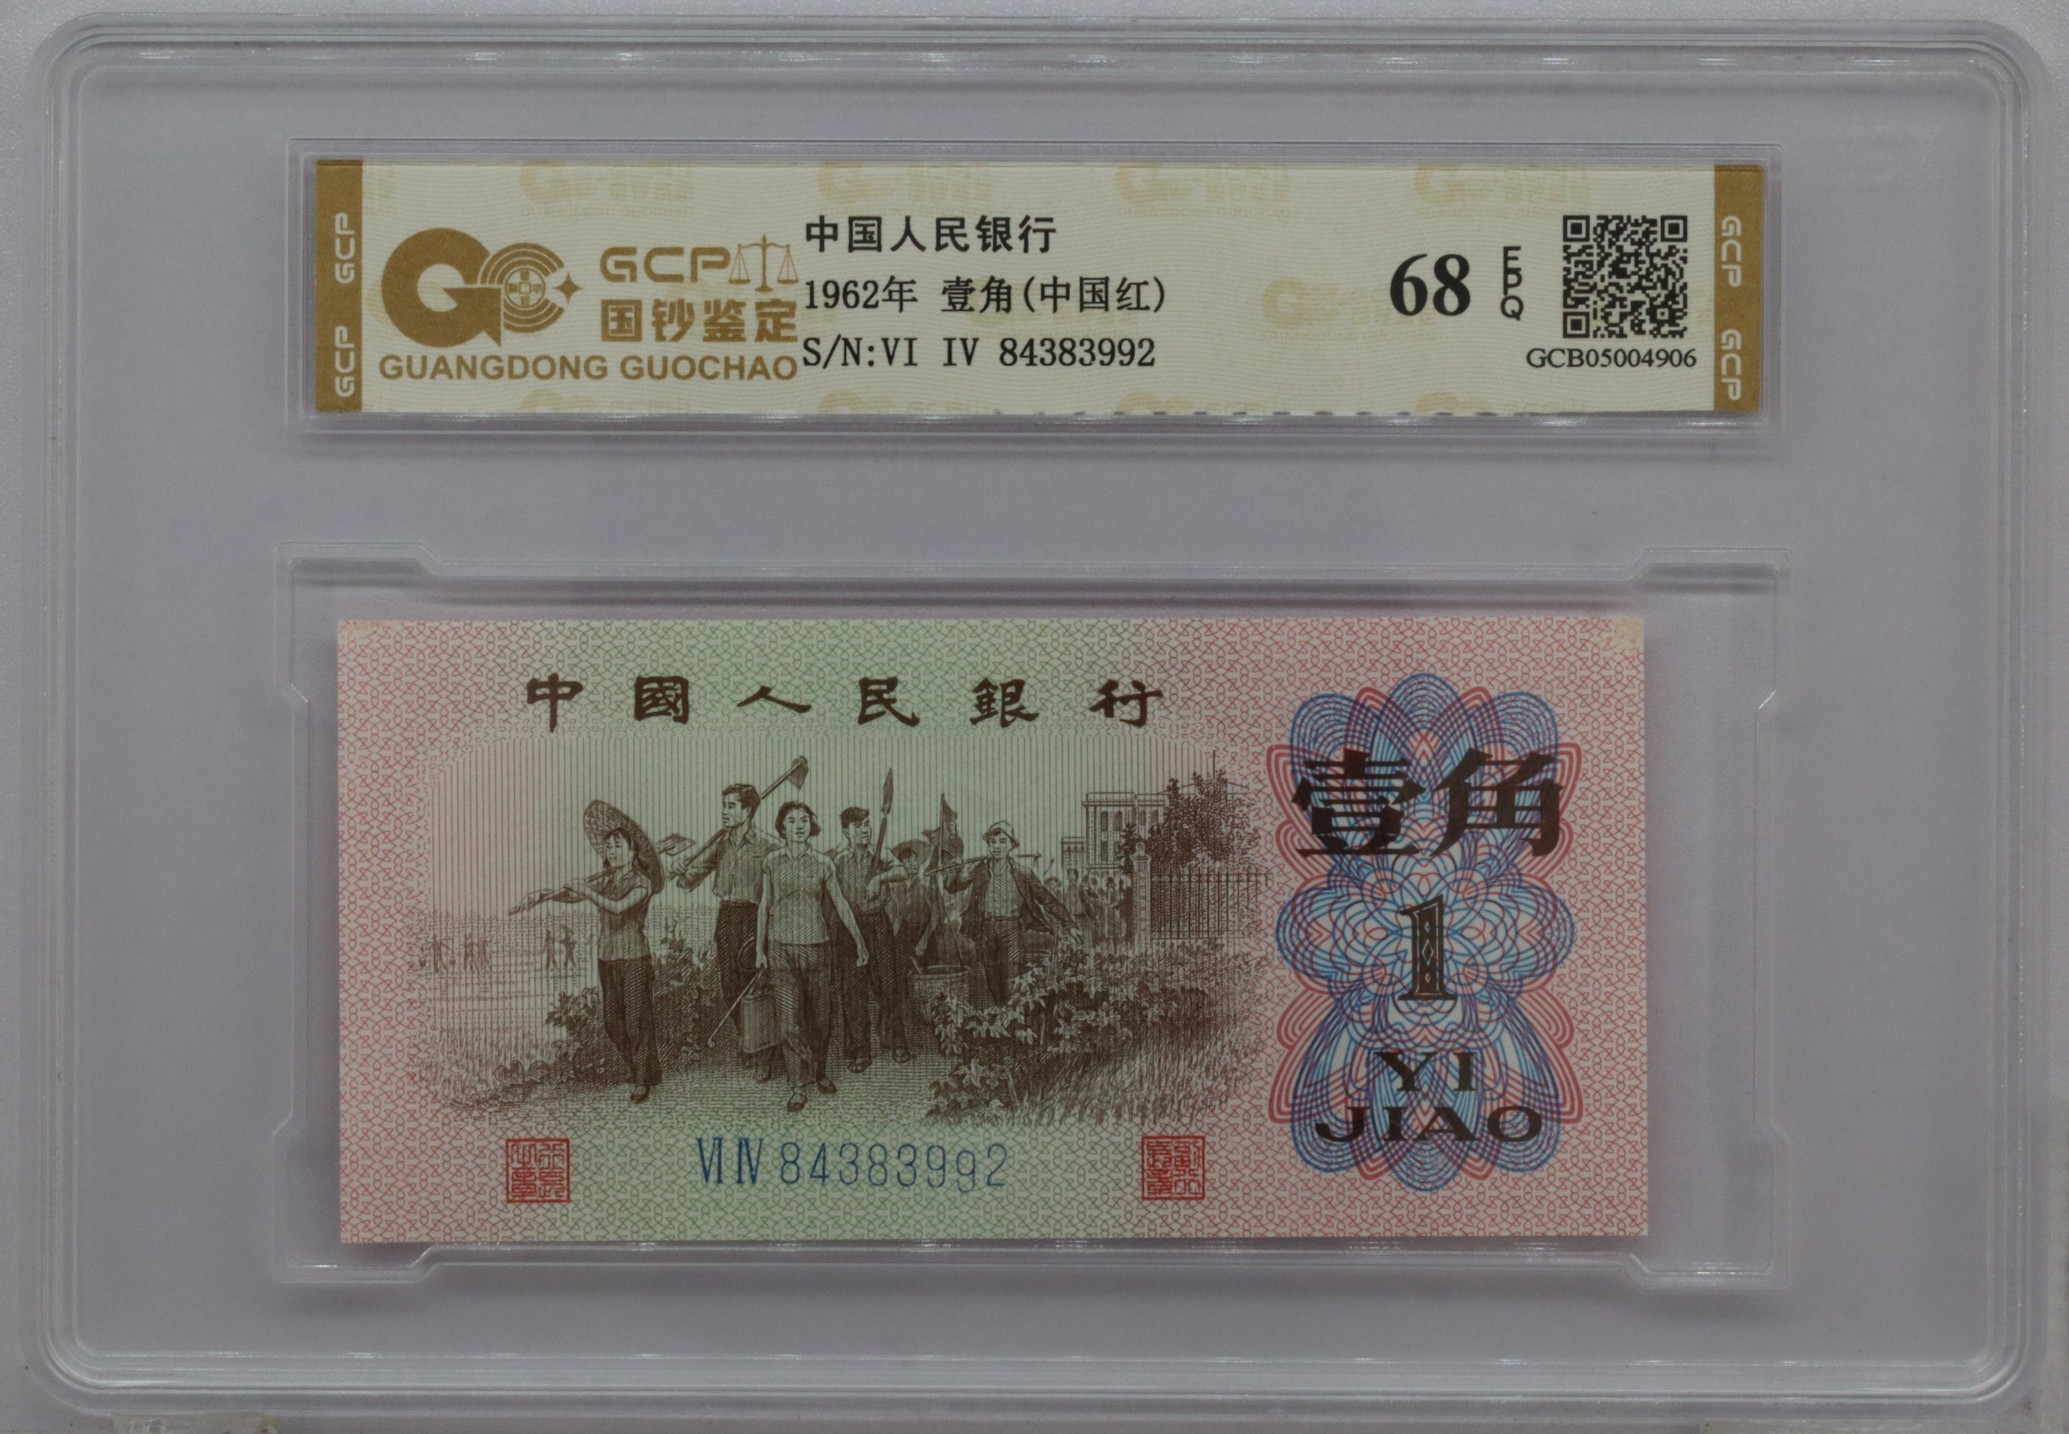 GCP
GCP
GCP
国钞鉴定
GUANGDONG GUOCHAO
中国人民银行
1962年 壹角(中国红)
S/N:VI IV 84383992
68 EPQ
GCB05004906
GCP
GCP
中國人民銀行
壹角
1
YI
JIAO
VI IV 84383992